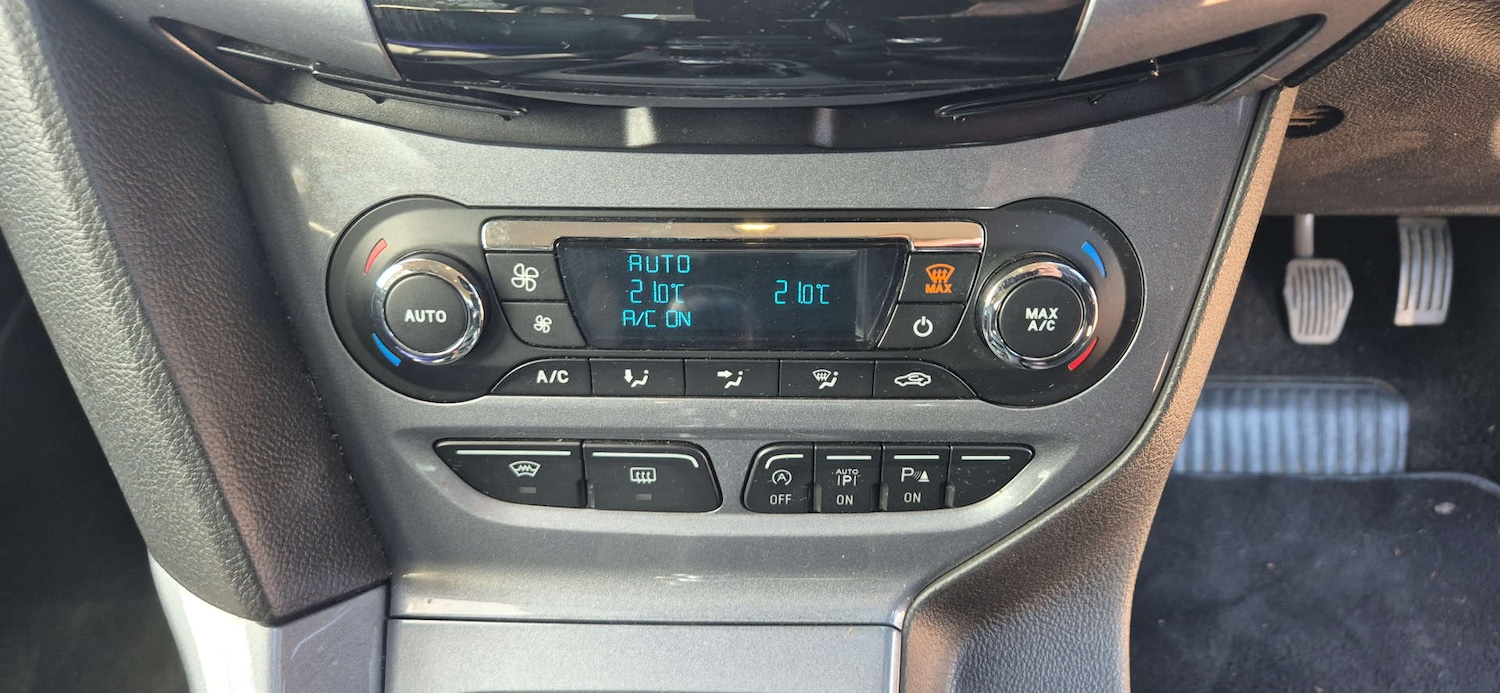 AUTO
21.0°C 21.0°C
A/C ON
AUTO
MAX
MAX
A/C
A/C
A
OFF
AUTO
P
ON
P
ON